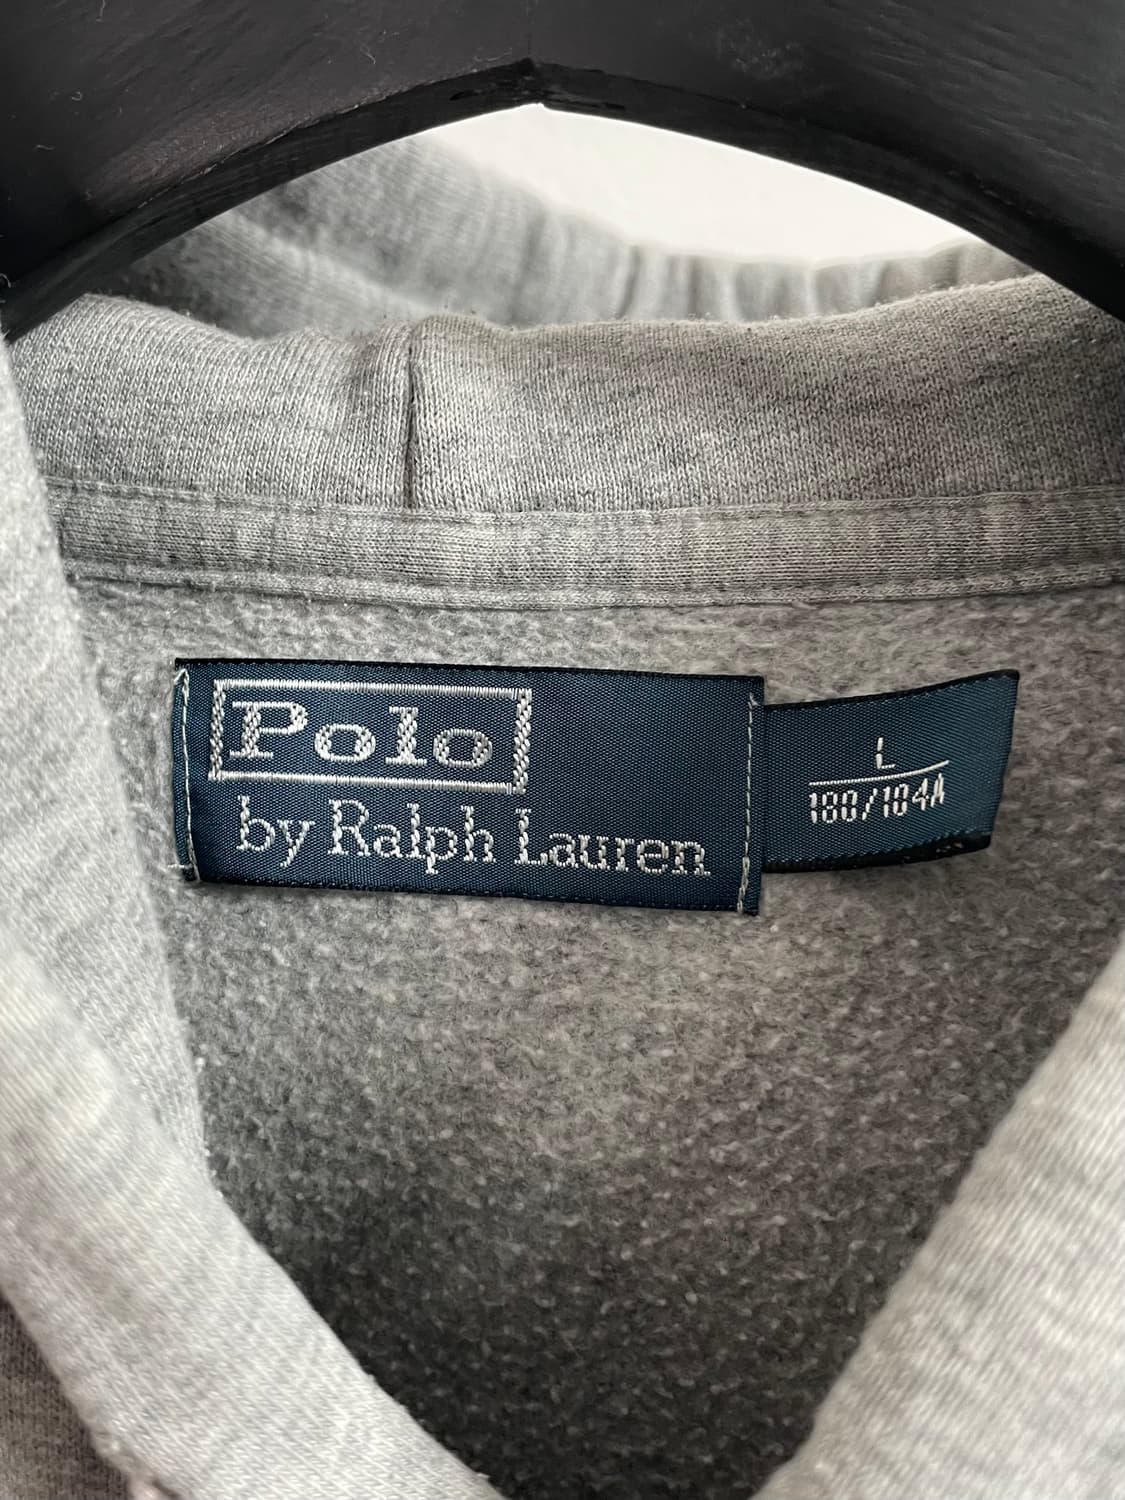 Polo
by Ralph Lauren
L
180/104A